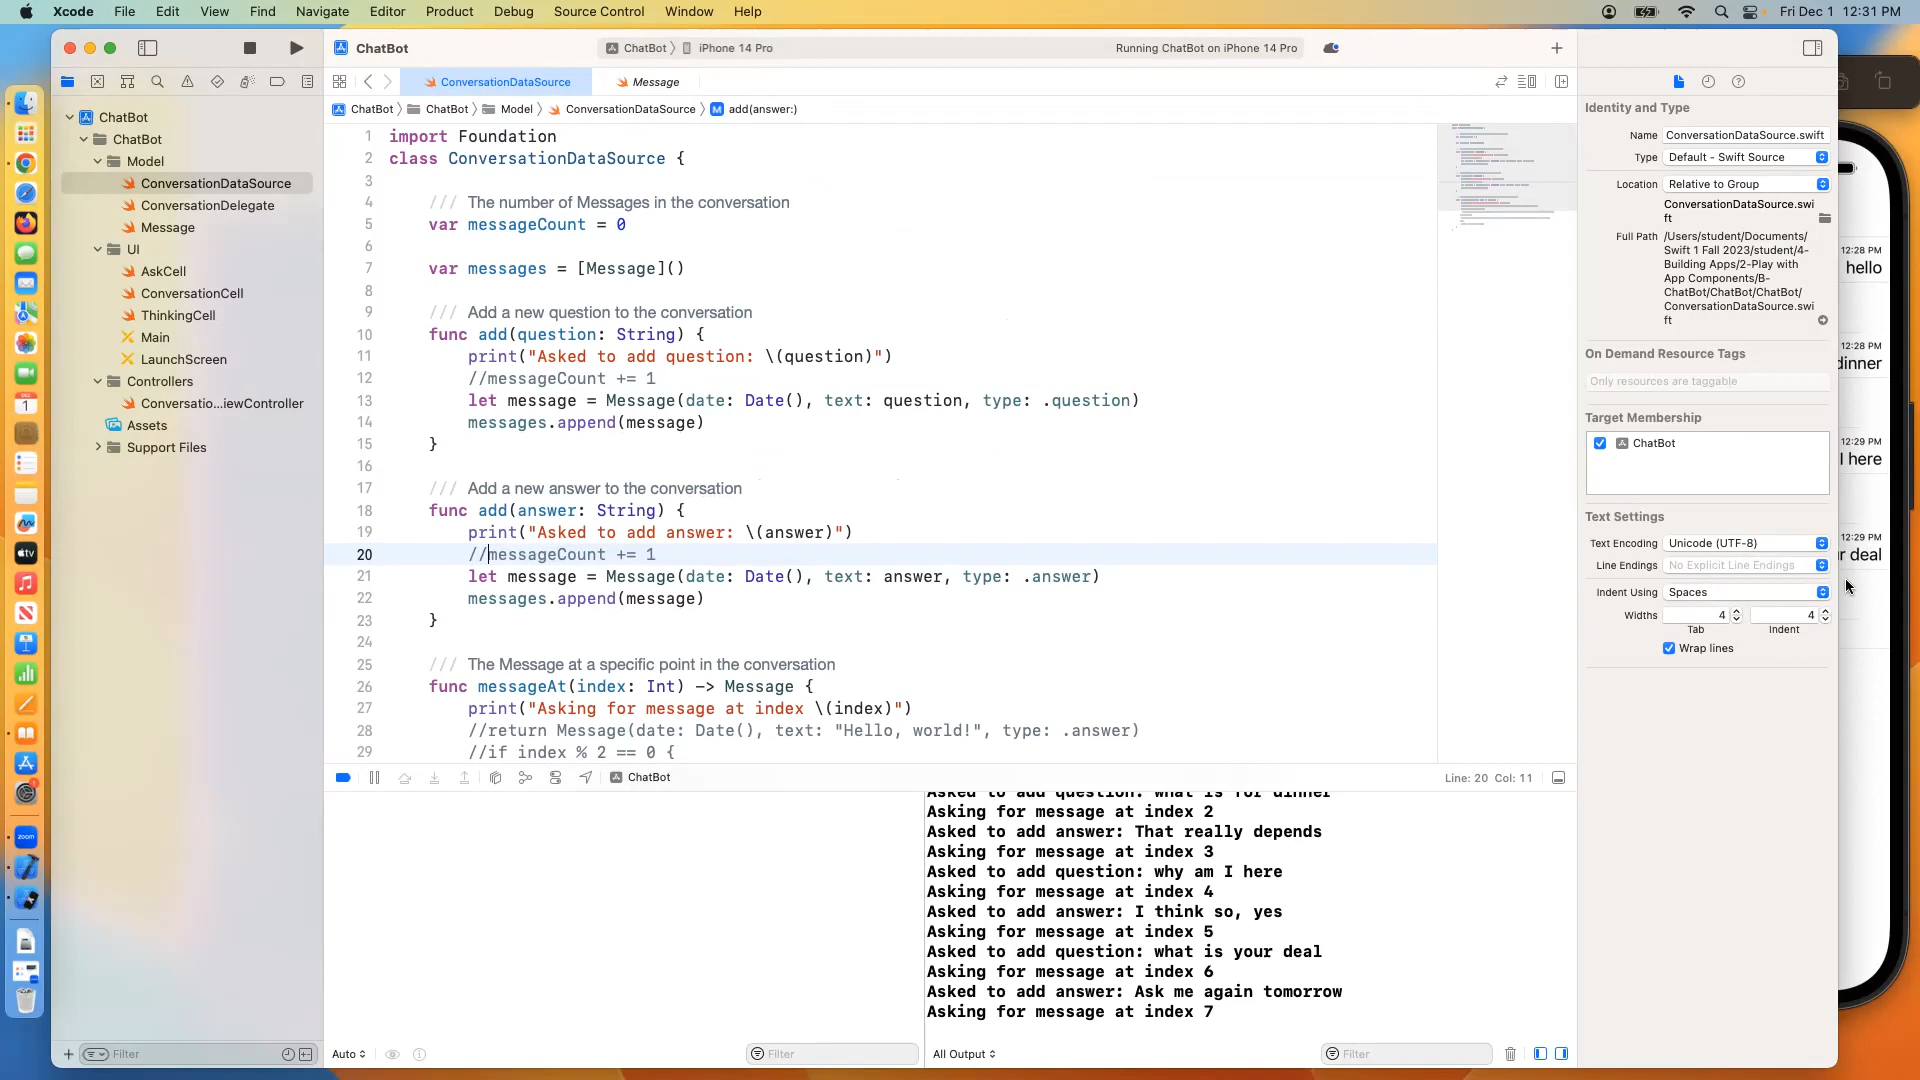 Xcode File Edit View Find Navigate Editor Product Debug Source Control Window Help
Fri Dec 1 12:31 PM
ChatBot
ChatBot
iPhone 14 Pro
Running ChatBot on iPhone 14 Pro
ConversationDataSource
Message
ChatBot
ChatBot
Model
ConversationDataSource
ConversationDelegate
Message
UI
AskCell
ConversationCell
ThinkingCell
Main
LaunchScreen
Controllers
Conversatio...iewController
Assets
Support Files
Filter
ChatBot ChatBot Model ConversationDataSource M add(answer:)
1 import Foundation
2 class ConversationDataSource {
3
4 /// The number of Messages in the conversation
5 var messageCount = 0
6
7 var messages = [Message]()
8
9 /// Add a new question to the conversation
10 func add(question: String) {
11 print("Asked to add question: \(question)")
12 //messageCount += 1
13 let message = Message(date: Date(), text: question, type: .question)
14 messages.append(message)
15 }
16
17 /// Add a new answer to the conversation
18 func add(answer: String) {
19 print("Asked to add answer: \(answer)")
20 //messageCount += 1
21 let message = Message(date: Date(), text: answer, type: .answer)
22 messages.append(message)
23 }
24
25 /// The Message at a specific point in the conversation
26 func messageAt(index: Int) -> Message {
27 print("Asking for message at index \(index)")
28 //return Message(date: Date(), text: "Hello, world!", type: .answer)
29 //if index % 2 == 0 {
ChatBot
Line: 20 Col: 11
Asked to add question: what is for dinner
Asking for message at index 2
Asked to add answer: That really depends
Asking for message at index 3
Asked to add question: why am I here
Asking for message at index 4
Asked to add answer: I think so, yes
Asking for message at index 5
Asked to add question: what is your deal
Asking for message at index 6
Asked to add answer: Ask me again tomorrow
Asking for message at index 7
Auto
Filter
All Output
Filter
Identity and Type
Name ConversationDataSource.swift
Type Default - Swift Source
Location Relative to Group
ConversationDataSource.swi
ft
Full Path /Users/student/Documents/
Swift 1 Fall 2023/student/4-
Building Apps/2-Play with
App Components/B-
ChatBot/ChatBot/ChatBot/
ConversationDataSource.swi
ft
On Demand Resource Tags
Only resources are taggable
Target Membership
ChatBot
Text Settings
Text Encoding Unicode (UTF-8)
Line Endings No Explicit Line Endings
Indent Using Spaces
Widths 4 4
Tab Indent
Wrap lines
12:28 PM
hello
12:28 PM
dinner
12:29 PM
I here
12:29 PM
r deal
zoom
tv